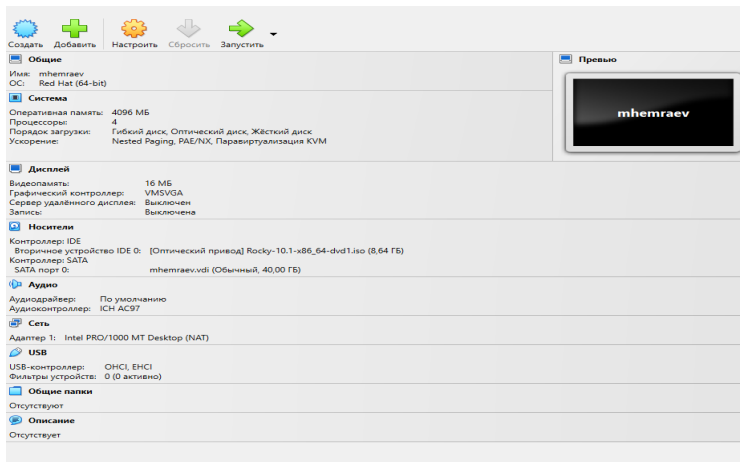 Создать Добавить Настроить Сбросить Запустить
Общие
Имя: mhemraev
ОС: Red Hat (64-bit)
Превью
mhemraev
Система
Оперативная память: 4096 МБ
Процессоры: 4
Порядок загрузки: Гибкий диск, Оптический диск, Жёсткий диск
Ускорение: Nested Paging, PAE/NX, Паравиртуализация KVM
Дисплей
Видеопамять: 16 МБ
Графический контроллер: VMSVGA
Сервер удалённого дисплея: Выключен
Запись: Выключена
Носители
Контроллер: IDE
Вторичное устройство IDE 0: [Оптический привод] Rocky-10.1-x86_64-dvd1.iso (8,64 ГБ)
Контроллер: SATA
SATA порт 0: mhemraev.vdi (Обычный, 40,00 ГБ)
Аудио
Аудиодрайвер: По умолчанию
Аудиоконтроллер: ICH AC97
Сеть
Адаптер 1: Intel PRO/1000 MT Desktop (NAT)
USB
USB-контроллер: OHCI, EHCI
Фильтры устройств: 0 (0 активно)
Общие папки
Отсутствуют
Описание
Отсутствует